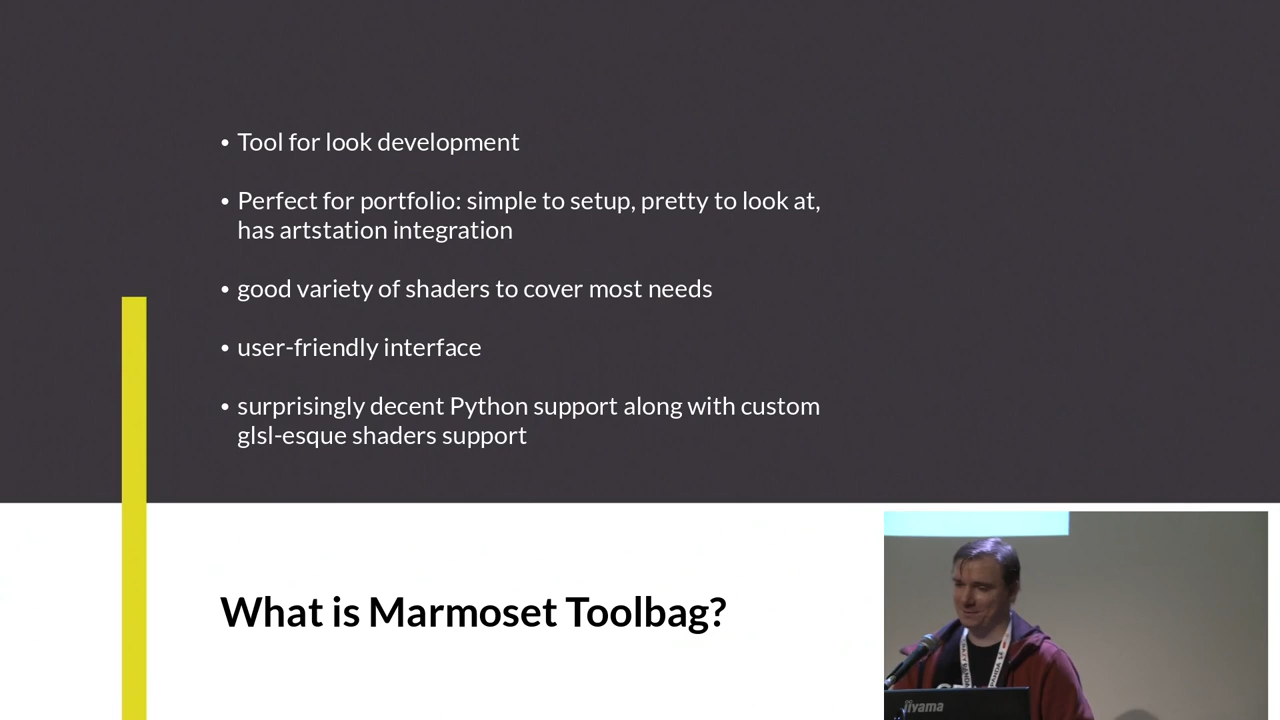 • Tool for look development
• Perfect for portfolio: simple to setup, pretty to look at,
has artstation integration
• good variety of shaders to cover most needs
• user-friendly interface
• surprisingly decent Python support along with custom
glsl-esque shaders support
What is Marmoset Toolbag?
iiyama